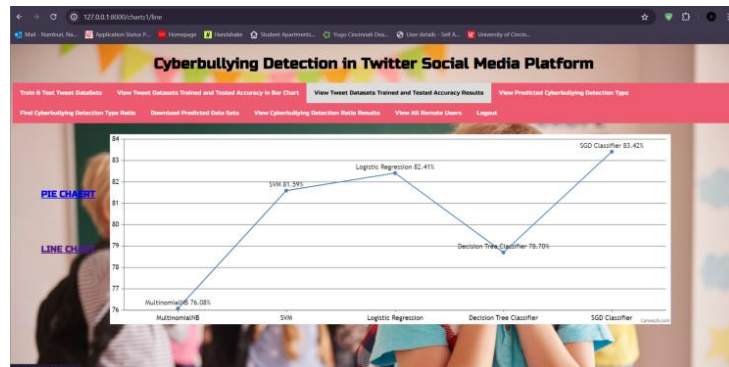 127.0.0.1:8000/charts1/line
Mail - Namburi, Na... Application Status P... Homepage Handshake Student Apartments... Yugo Cincinnati Dea... User details - Self A... University of Cincin...
Cyberbullying Detection in Twitter Social Media Platform
Train & Test Tweet DataSets View Tweet Datasets Trained and Tested Accuracy in Bar Chart View Tweet Datasets Trained and Tested Accuracy Results View Predicted Cyberbullying Detection Type
Find Cyberbullying Detection Type Ratio Download Predicted Data Sets View Cyberbullying Detection Ratio Results View All Remote Users Logout
84
SGD Classifier 83.42%
83
Logistic Regression 82.41%
82
SVM 81.59%
PIE CHAERT
81
80
79
LINE CH
Decision Tree Classifier 78.70%
78
77
MultinomialNB 76.08%
76
MultinomialNB SVM Logistic Regression Decision Tree Classifier SGD Classifier
CanvasJS.com